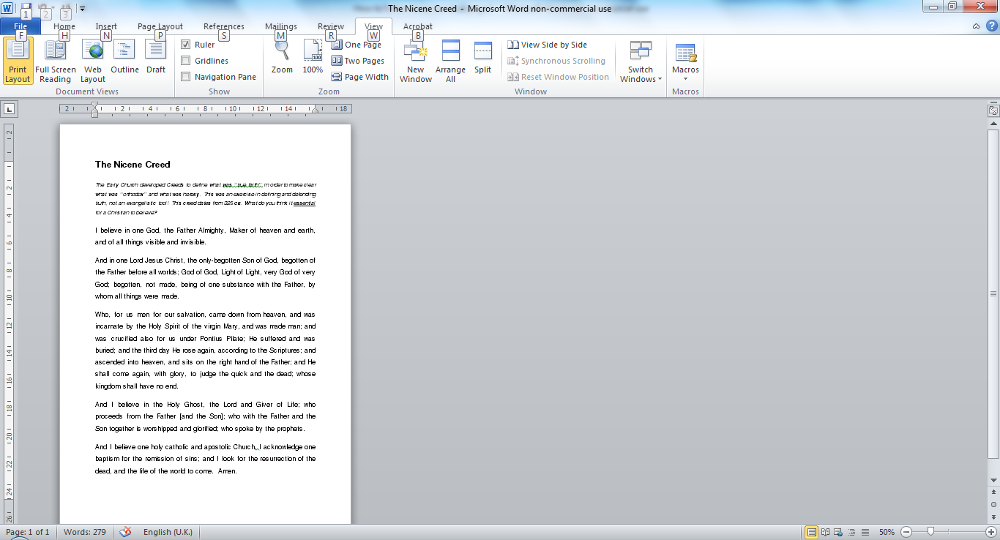 The Nicene Creed - Microsoft Word non-commercial use
1 2 3
File Home Insert Page Layout References Mailings Review View Acrobat
F H N P S M R W B
Print Layout
Full Screen Reading
Web Layout
Outline
Draft
Document Views
Ruler
Gridlines
Navigation Pane
Show
Zoom
100%
One Page
Two Pages
Page Width
Zoom
New Window
Arrange All
Split
View Side by Side
Synchronous Scrolling
Reset Window Position
Window
Switch Windows
Macros
Macros
2 2 4 6 8 10 12 14 18
2 2 4 6 8 10 12 14 16 18 20 22 24 26
The Nicene Creed
The Early Church developed Creeds to define what was "true faith", in order to make clear
what was "orthodox" and what was heresy. This was an exercise in defining and defending
truth, not an evangelistic tool! This creed dates from 325 ce. What do you think it essential
for a Christian to believe?
I believe in one God, the Father Almighty, Maker of heaven and earth,
and of all things visible and invisible.
And in one Lord Jesus Christ, the only-begotten Son of God, begotten of
the Father before all worlds; God of God, Light of Light, very God of very
God; begotten, not made, being of one substance with the Father, by
whom all things were made.
Who, for us men for our salvation, came down from heaven, and was
incarnate by the Holy Spirit of the virgin Mary, and was made man; and
was crucified also for us under Pontius Pilate; He suffered and was
buried; and the third day He rose again, according to the Scriptures; and
ascended into heaven, and sits on the right hand of the Father; and He
shall come again, with glory, to judge the quick and the dead; whose
kingdom shall have no end.
And I believe in the Holy Ghost, the Lord and Giver of Life; who
proceeds from the Father [and the Son]; who with the Father and the
Son together is worshipped and glorified; who spoke by the prophets.
And I believe one holy catholic and apostolic Church, I acknowledge one
baptism for the remission of sins; and I look for the resurrection of the
dead, and the life of the world to come. Amen.
Page: 1 of 1 Words: 279 English (U.K.) 50%